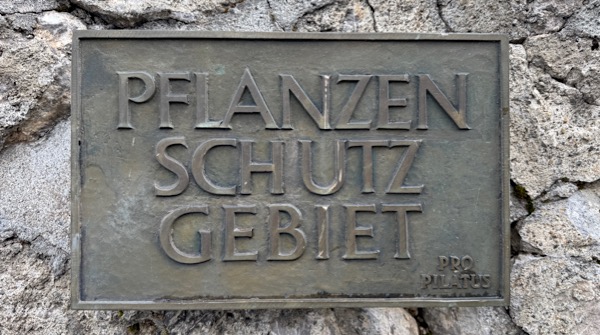 PFLANZEN
SCHUTZ
GEBIET
PRO
PILATUS